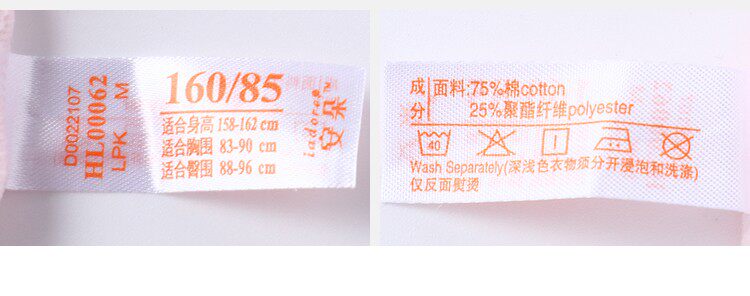 D0022107
HL00062
LPK M
160/85
适合身高 158-162 cm
适合胸围 83-90 cm
适合臀围 88-96 cm
成分
面料:75%棉cotton
25%聚酯纤维polyester
40
Wash Separately(深浅色衣物须分开浸泡和洗涤)
仅反面熨烫